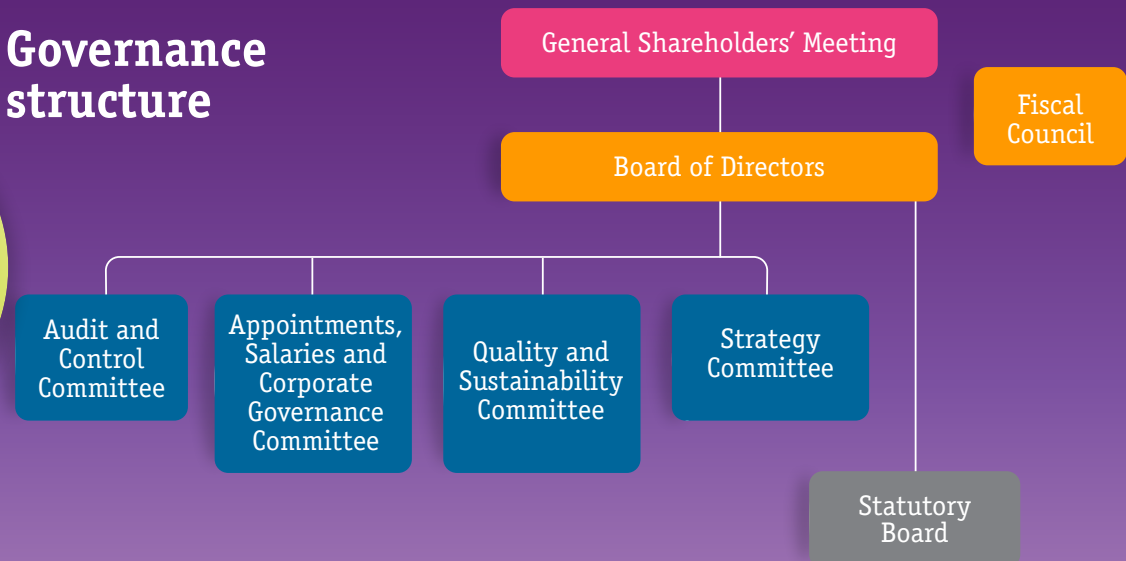 Governance
structure
General Shareholders' Meeting
Fiscal
Council
Board of Directors
Audit and
Control
Committee
Appointments,
Salaries and
Corporate
Governance
Committee
Quality and
Sustainability
Committee
Strategy
Committee
Statutory
Board